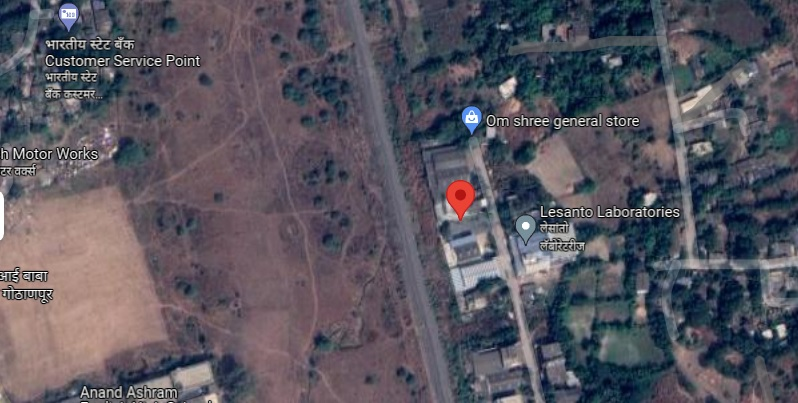 भारतीय स्टेट बँक
Customer Service Point
भारतीय स्टेट
बँक कस्टमर...
Om shree general store
h Motor Works
टर वर्क्स
Lesanto Laboratories
लेसांतो
लॅबोरेटरीज
आई बाबा
गोठाणपूर
Anand Ashram